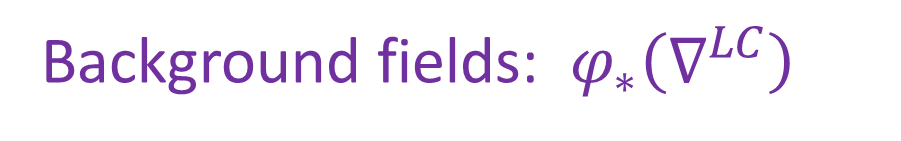 Background fields: 𝜑∗(∇^{LC})